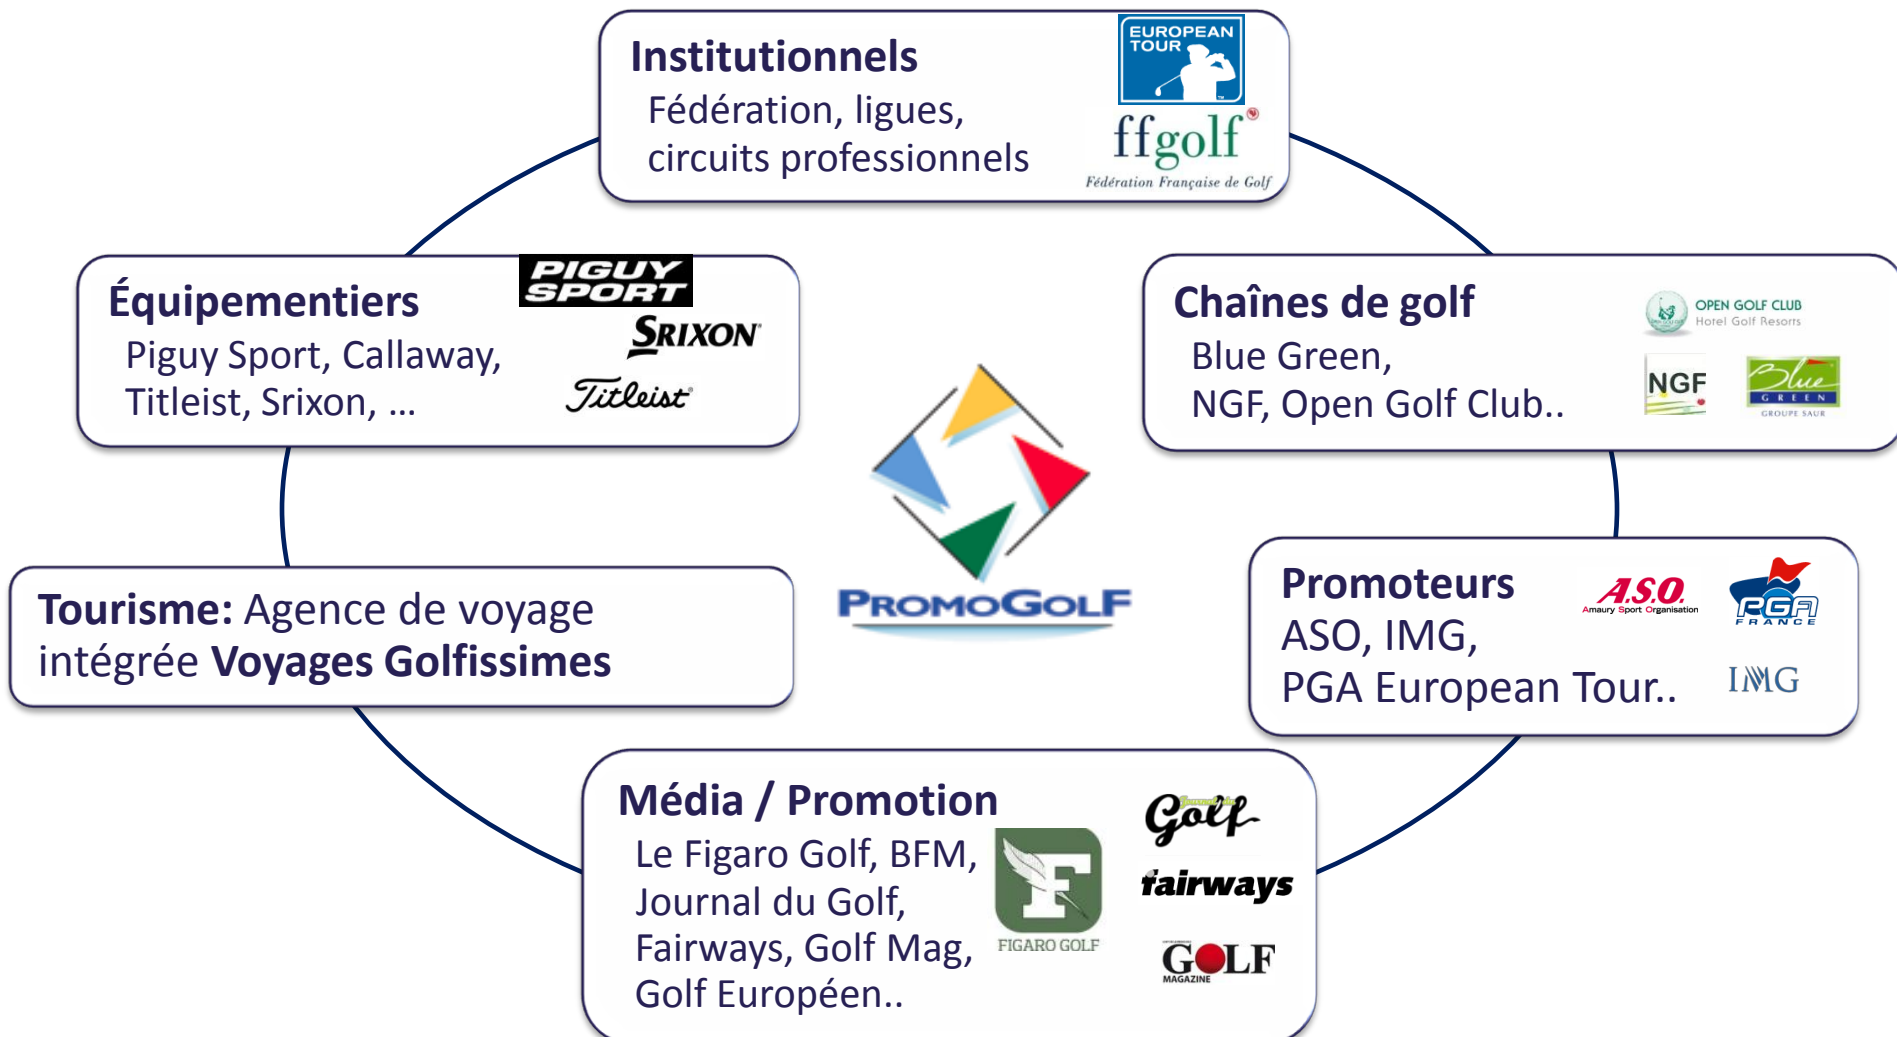 Institutionnels
Fédération, ligues,
circuits professionnels
EUROPEAN
TOUR
ffgolf
Fédération Française de Golf
Équipementiers
Piguy Sport, Callaway,
Titleist, Srixon, ...
PIGUY
SPORT
SRIXON
Titleist
Chaînes de golf
Blue Green,
NGF, Open Golf Club..
OPEN GOLF CLUB
Hotel Golf Resorts
NGF
Blue
GREEN
GROUPE SAUR
PROMOGOLF
Tourisme: Agence de voyage
intégrée Voyages Golfissimes
Promoteurs
ASO, IMG,
PGA European Tour..
A.S.O.
Amaury Sport Organisation
PGA
FRANCE
IMG
Média / Promotion
Le Figaro Golf, BFM,
Journal du Golf,
Fairways, Golf Mag,
Golf Européen..
F
FIGARO GOLF
Journal du
Golf
fairways
GOLF
MAGAZINE